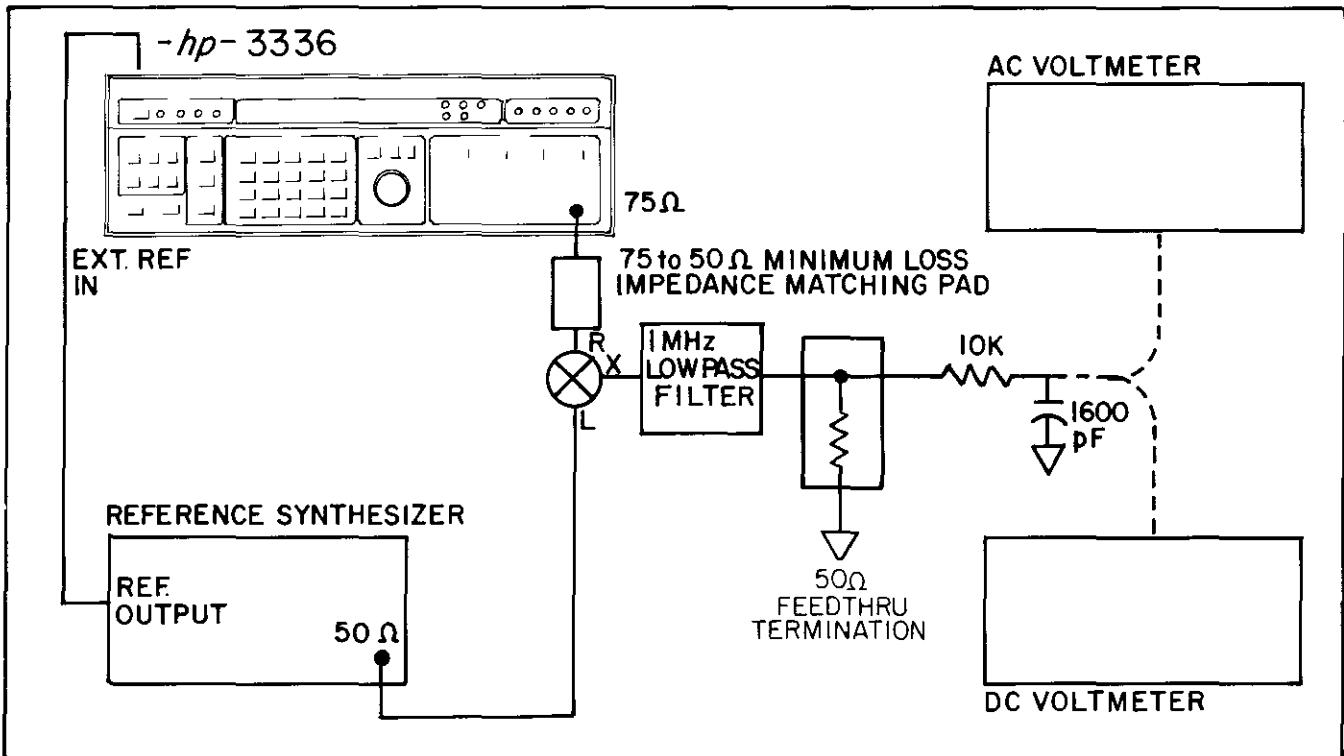 -hp- 3336
AC VOLTMETER
75Ω
EXT. REF
IN
75 to 50 Ω MINIMUM LOSS
IMPEDANCE MATCHING PAD
R
X
L
1MHz
LOWPASS
FILTER
10K
1600
pF
REFERENCE SYNTHESIZER
REF.
OUTPUT
50 Ω
50Ω
FEEDTHRU
TERMINATION
DC VOLTMETER